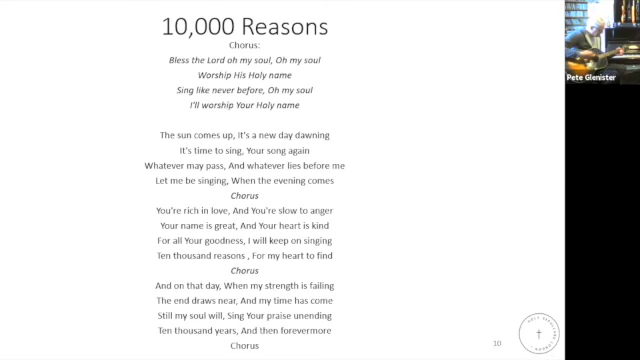 10,000 Reasons
Chorus:
Bless the Lord oh my soul, Oh my soul
Worship His Holy name
Sing like never before, Oh my soul
I'll worship Your Holy name
The sun comes up, It's a new day dawning
It's time to sing, Your song again
Whatever may pass, And whatever lies before me
Let me be singing, When the evening comes
Chorus
You're rich in love, And You're slow to anger
Your name is great, And Your heart is kind
For all Your goodness, I will keep on singing
Ten thousand reasons , For my heart to find
Chorus
And on that day, When my strength is failing
The end draws near, And my time has come
Still my soul will, Sing Your praise unending
Ten thousand years, And then forevermore
Chorus
10
Pete Glenister